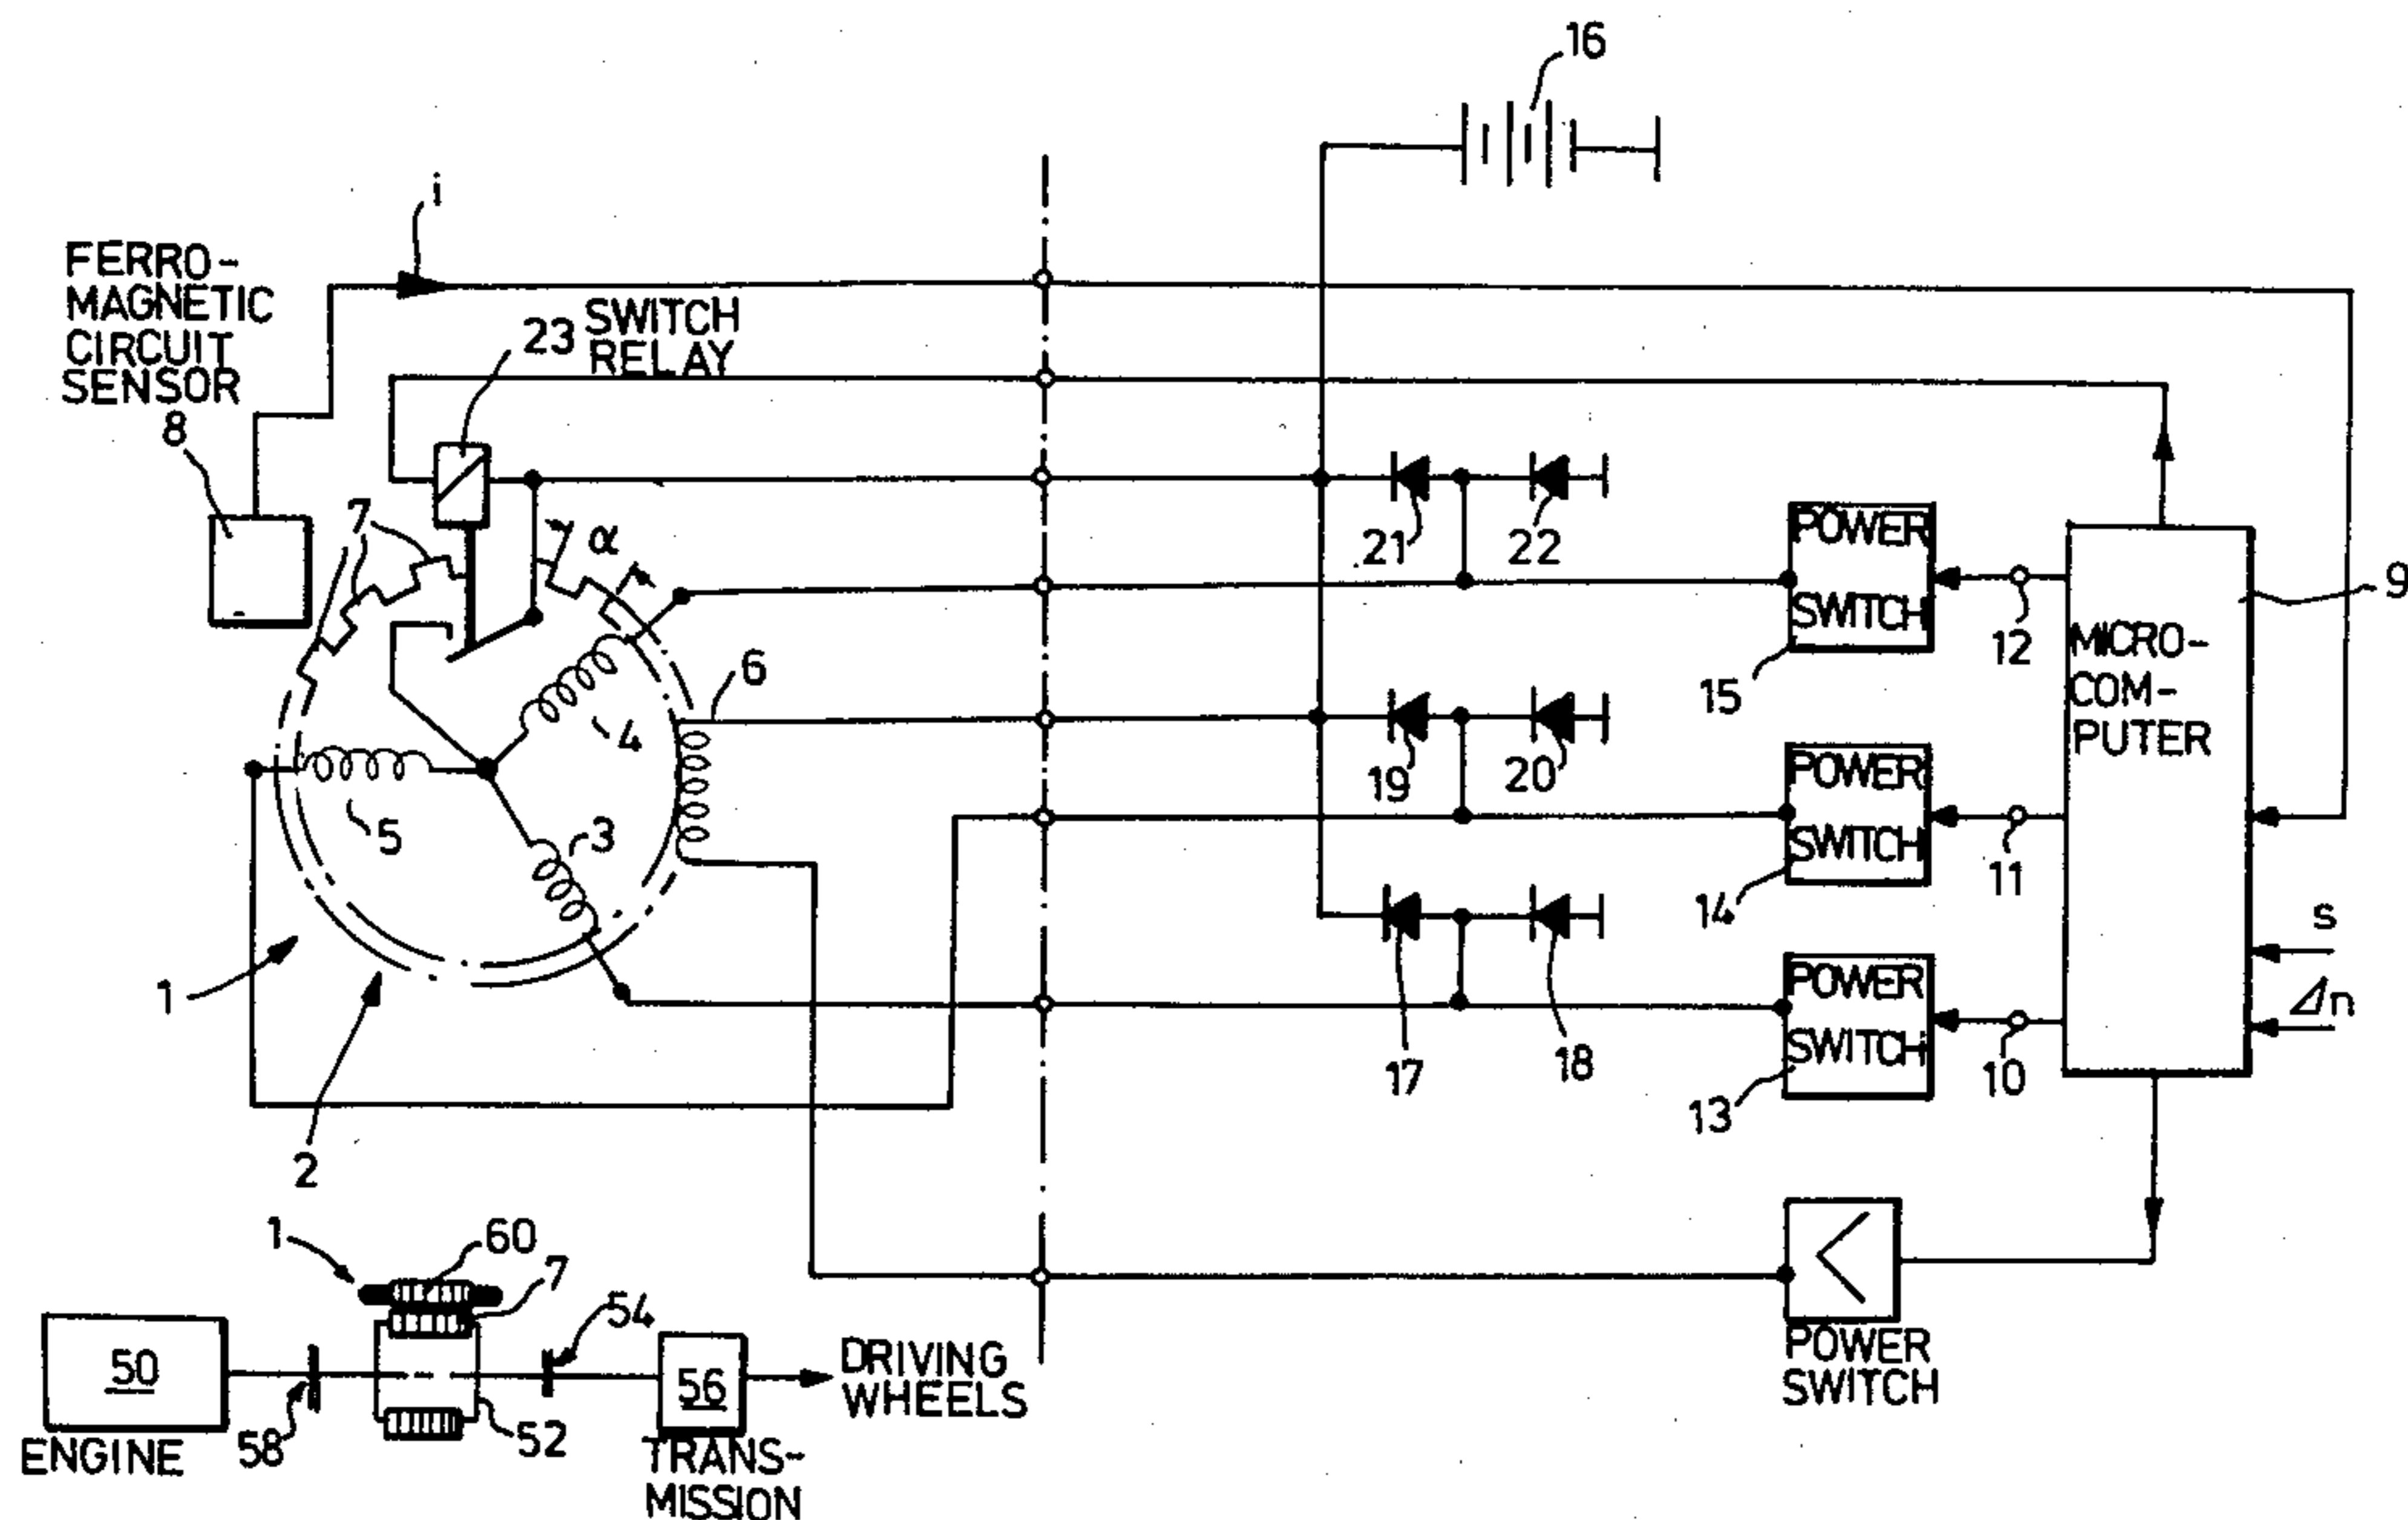 16
i
FERRO-
MAGNETIC
CIRCUIT
SENSOR
8
23
SWITCH
RELAY
7
α
21
22
POWER
SWITCH
15
12
9
MICRO-
COM-
PUTER
6
4
5
3
19
20
POWER
SWITCH
14
11
s
Δn
1
2
17
18
POWER
SWITCH
13
10
1
60
7
54
50
ENGINE
58
52
56
TRANS-
MISSION
DRIVING
WHEELS
POWER
SWITCH